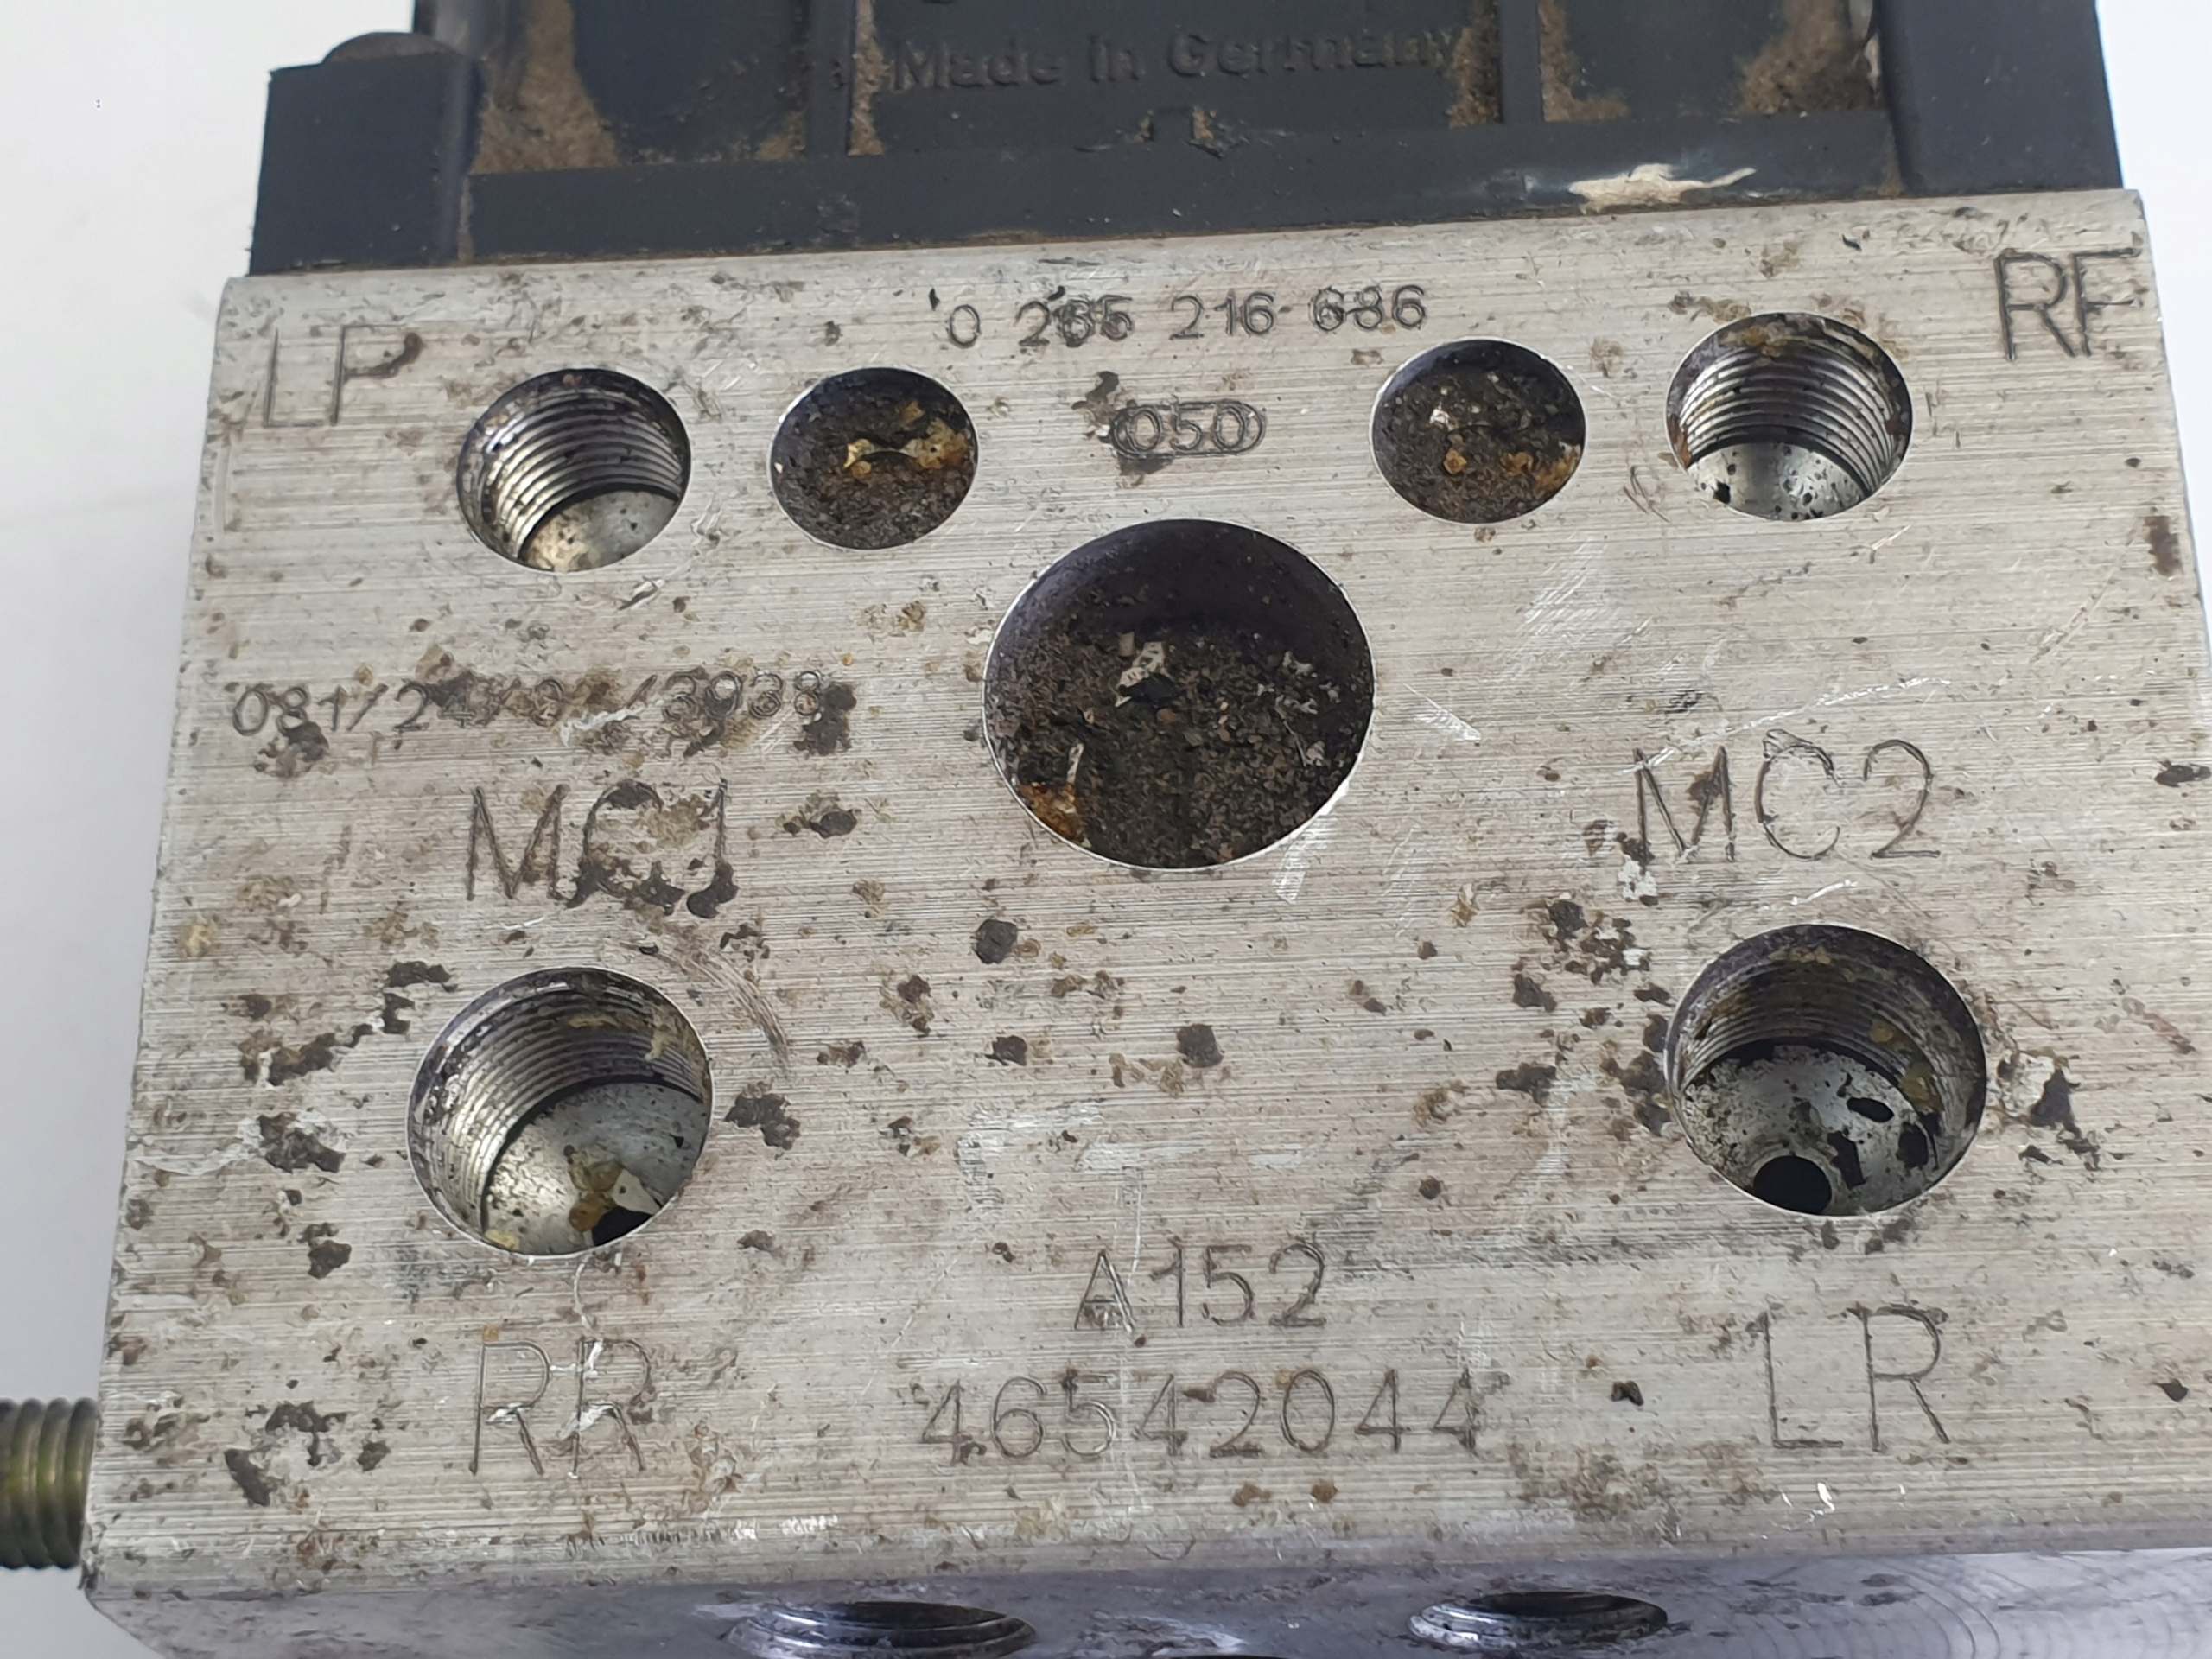 Made in Germany
LF RF
0 265 216 686
050
MC1 MC2
A152
RR LR
46542044